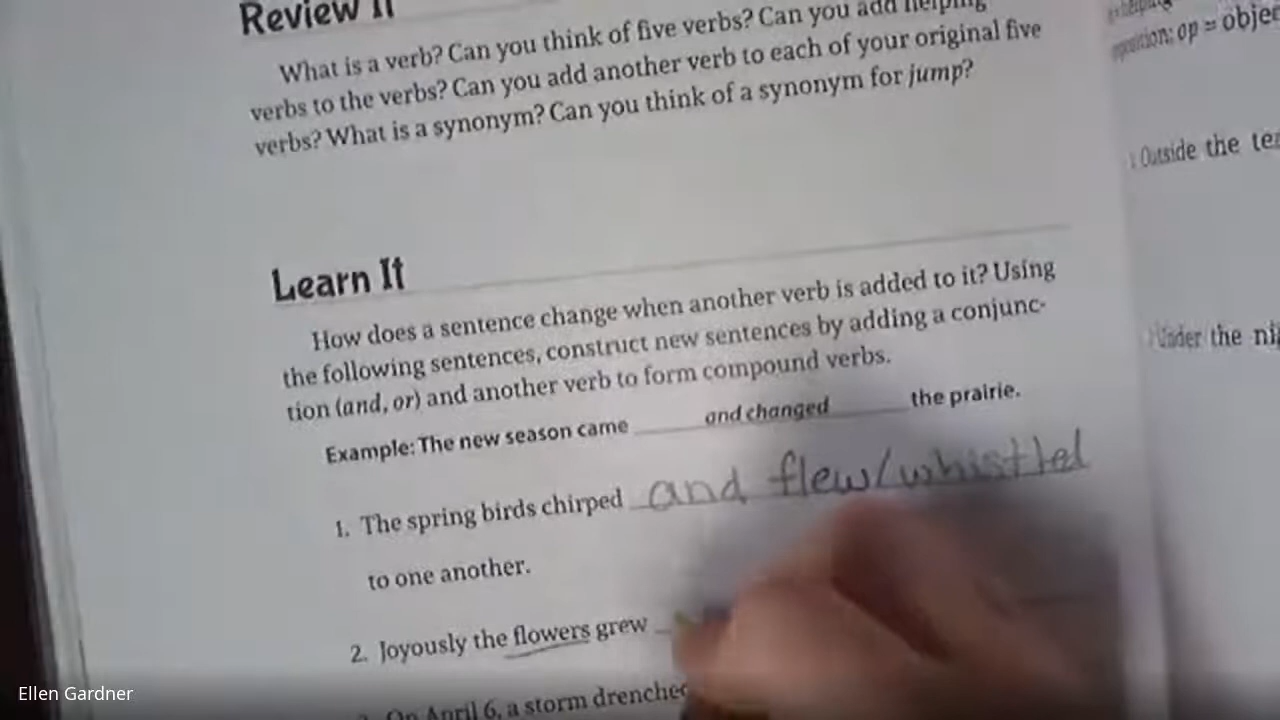 Review It
What is a verb? Can you think of five verbs? Can you add helping
verbs to the verbs? Can you add another verb to each of your original five
verbs? What is a synonym? Can you think of a synonym for jump?
Learn It
How does a sentence change when another verb is added to it? Using
the following sentences, construct new sentences by adding a conjunc-
tion (and, or) and another verb to form compound verbs.
Example: The new season came and changed the prairie.
1. The spring birds chirped and flew/whistled
to one another.
2. Joyously the flowers grew
On April 6, a storm drenched
op = obje
Outside the te
the ni
Ellen Gardner